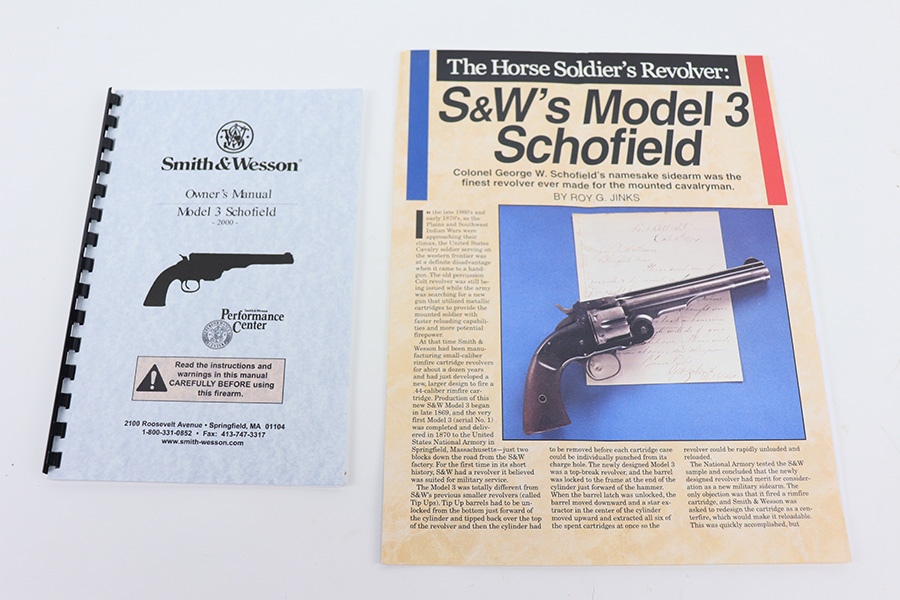 Smith & Wesson
Owner's Manual
Model 3 Schofield
- 2000 -
Smith & Wesson
Performance
Center
Read the instructions and
warnings in this manual
CAREFULLY BEFORE using
this firearm.
2100 Roosevelt Avenue • Springfield, MA 01104
1-800-331-0852 • Fax: 413-747-3317
www.smith-wesson.com
The Horse Soldier's Revolver:
S&W's Model 3
Schofield
Colonel George W. Schofield's namesake sidearm was the
finest revolver ever made for the mounted cavalryman.
BY ROY G. JINKS
In the late 1860's and
early 1870's, as the
Plains and Southwest
Indian Wars were
approaching their
climax, the United States
Cavalry soldier serving on
the western frontier was
at a definite disadvantage
when it came to a hand-
gun. The old percussion
Colt revolver was still be-
ing issued while the army
was searching for a new
gun that utilized metallic
cartridges to provide the
mounted soldier with
faster reloading capabili-
ties and more potential
firepower.
At that time Smith &
Wesson had been manu-
facturing small-caliber
rimfire cartridge revolvers
for about a dozen years
and had just developed a
new, larger design to fire a
.44-caliber rimfire car-
tridge. Production of this
new S&W Model 3 began
in late 1869, and the very
first Model 3 (serial No. 1)
was completed and deliv-
ered in 1870 to the United
States National Armory in
Springfield, Massachusetts—just two
blocks down the road from the S&W
factory. For the first time in its short
history, S&W had a revolver it believed
was suited for military service.
The Model 3 was totally different from
S&W's previous smaller revolvers (called
Tip Ups). Tip Up barrels had to be un-
locked from the bottom just forward of
the cylinder and tipped back over the top
of the revolver and then the cylinder had
to be removed before each cartridge case
could be individually punched from its
charge hole. The newly designed Model 3
was a top-break revolver, and the barrel
was locked to the frame at the end of the
cylinder just forward of the hammer.
When the barrel latch was unlocked, the
barrel moved downward and a star ex-
tractor in the center of the cylinder
moved upward and extracted all six of
the spent cartridges at once so the
revolver could be rapidly unloaded and
reloaded.
The National Armory tested the S&W
sample and concluded that the newly
designed revolver had merit for consider-
ation as a new military sidearm. The
only objection was that it fired a rimfire
cartridge, and Smith & Wesson was
asked to redesign the cartridge as a cen-
terfire, which would make it reloadable.
This was quickly accomplished, but